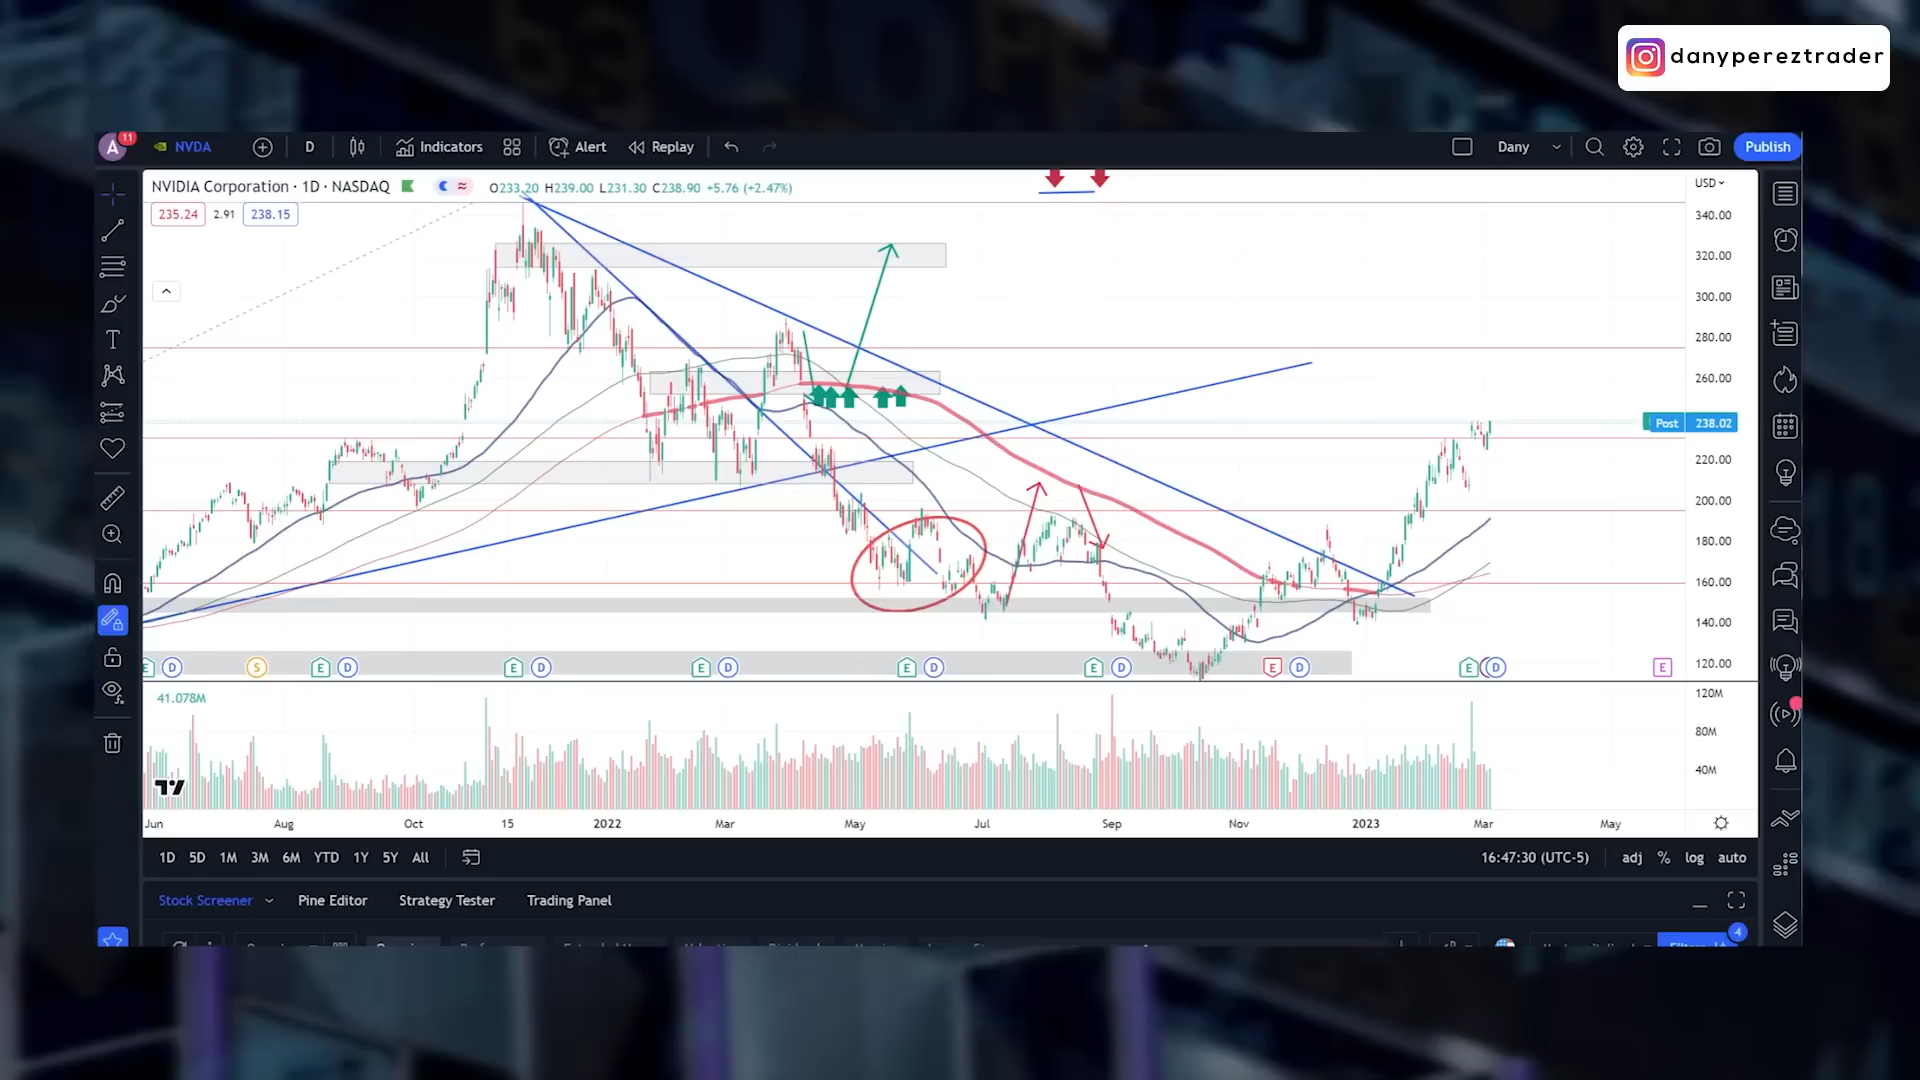 danypereztrader
A 11 NVDA D Indicators Alert Replay Dany Publish
NVIDIA Corporation · 1D · NASDAQ O233.20 H239.00 L231.30 C238.90 +5.76 (+2.47%) USD
235.24 2.91 238.15
340.00
320.00
300.00
280.00
260.00
Post 238.02
220.00
200.00
180.00
160.00
140.00
120.00
E D S E D E D E D E D E D E D E D E
41.078M
120M
80M
40M
Jun Aug Oct 15 2022 Mar May Jul Sep Nov 2023 Mar May
1D 5D 1M 3M 6M YTD 1Y 5Y All 16:47:30 (UTC-5) adj % log auto
Stock Screener Pine Editor Strategy Tester Trading Panel
4